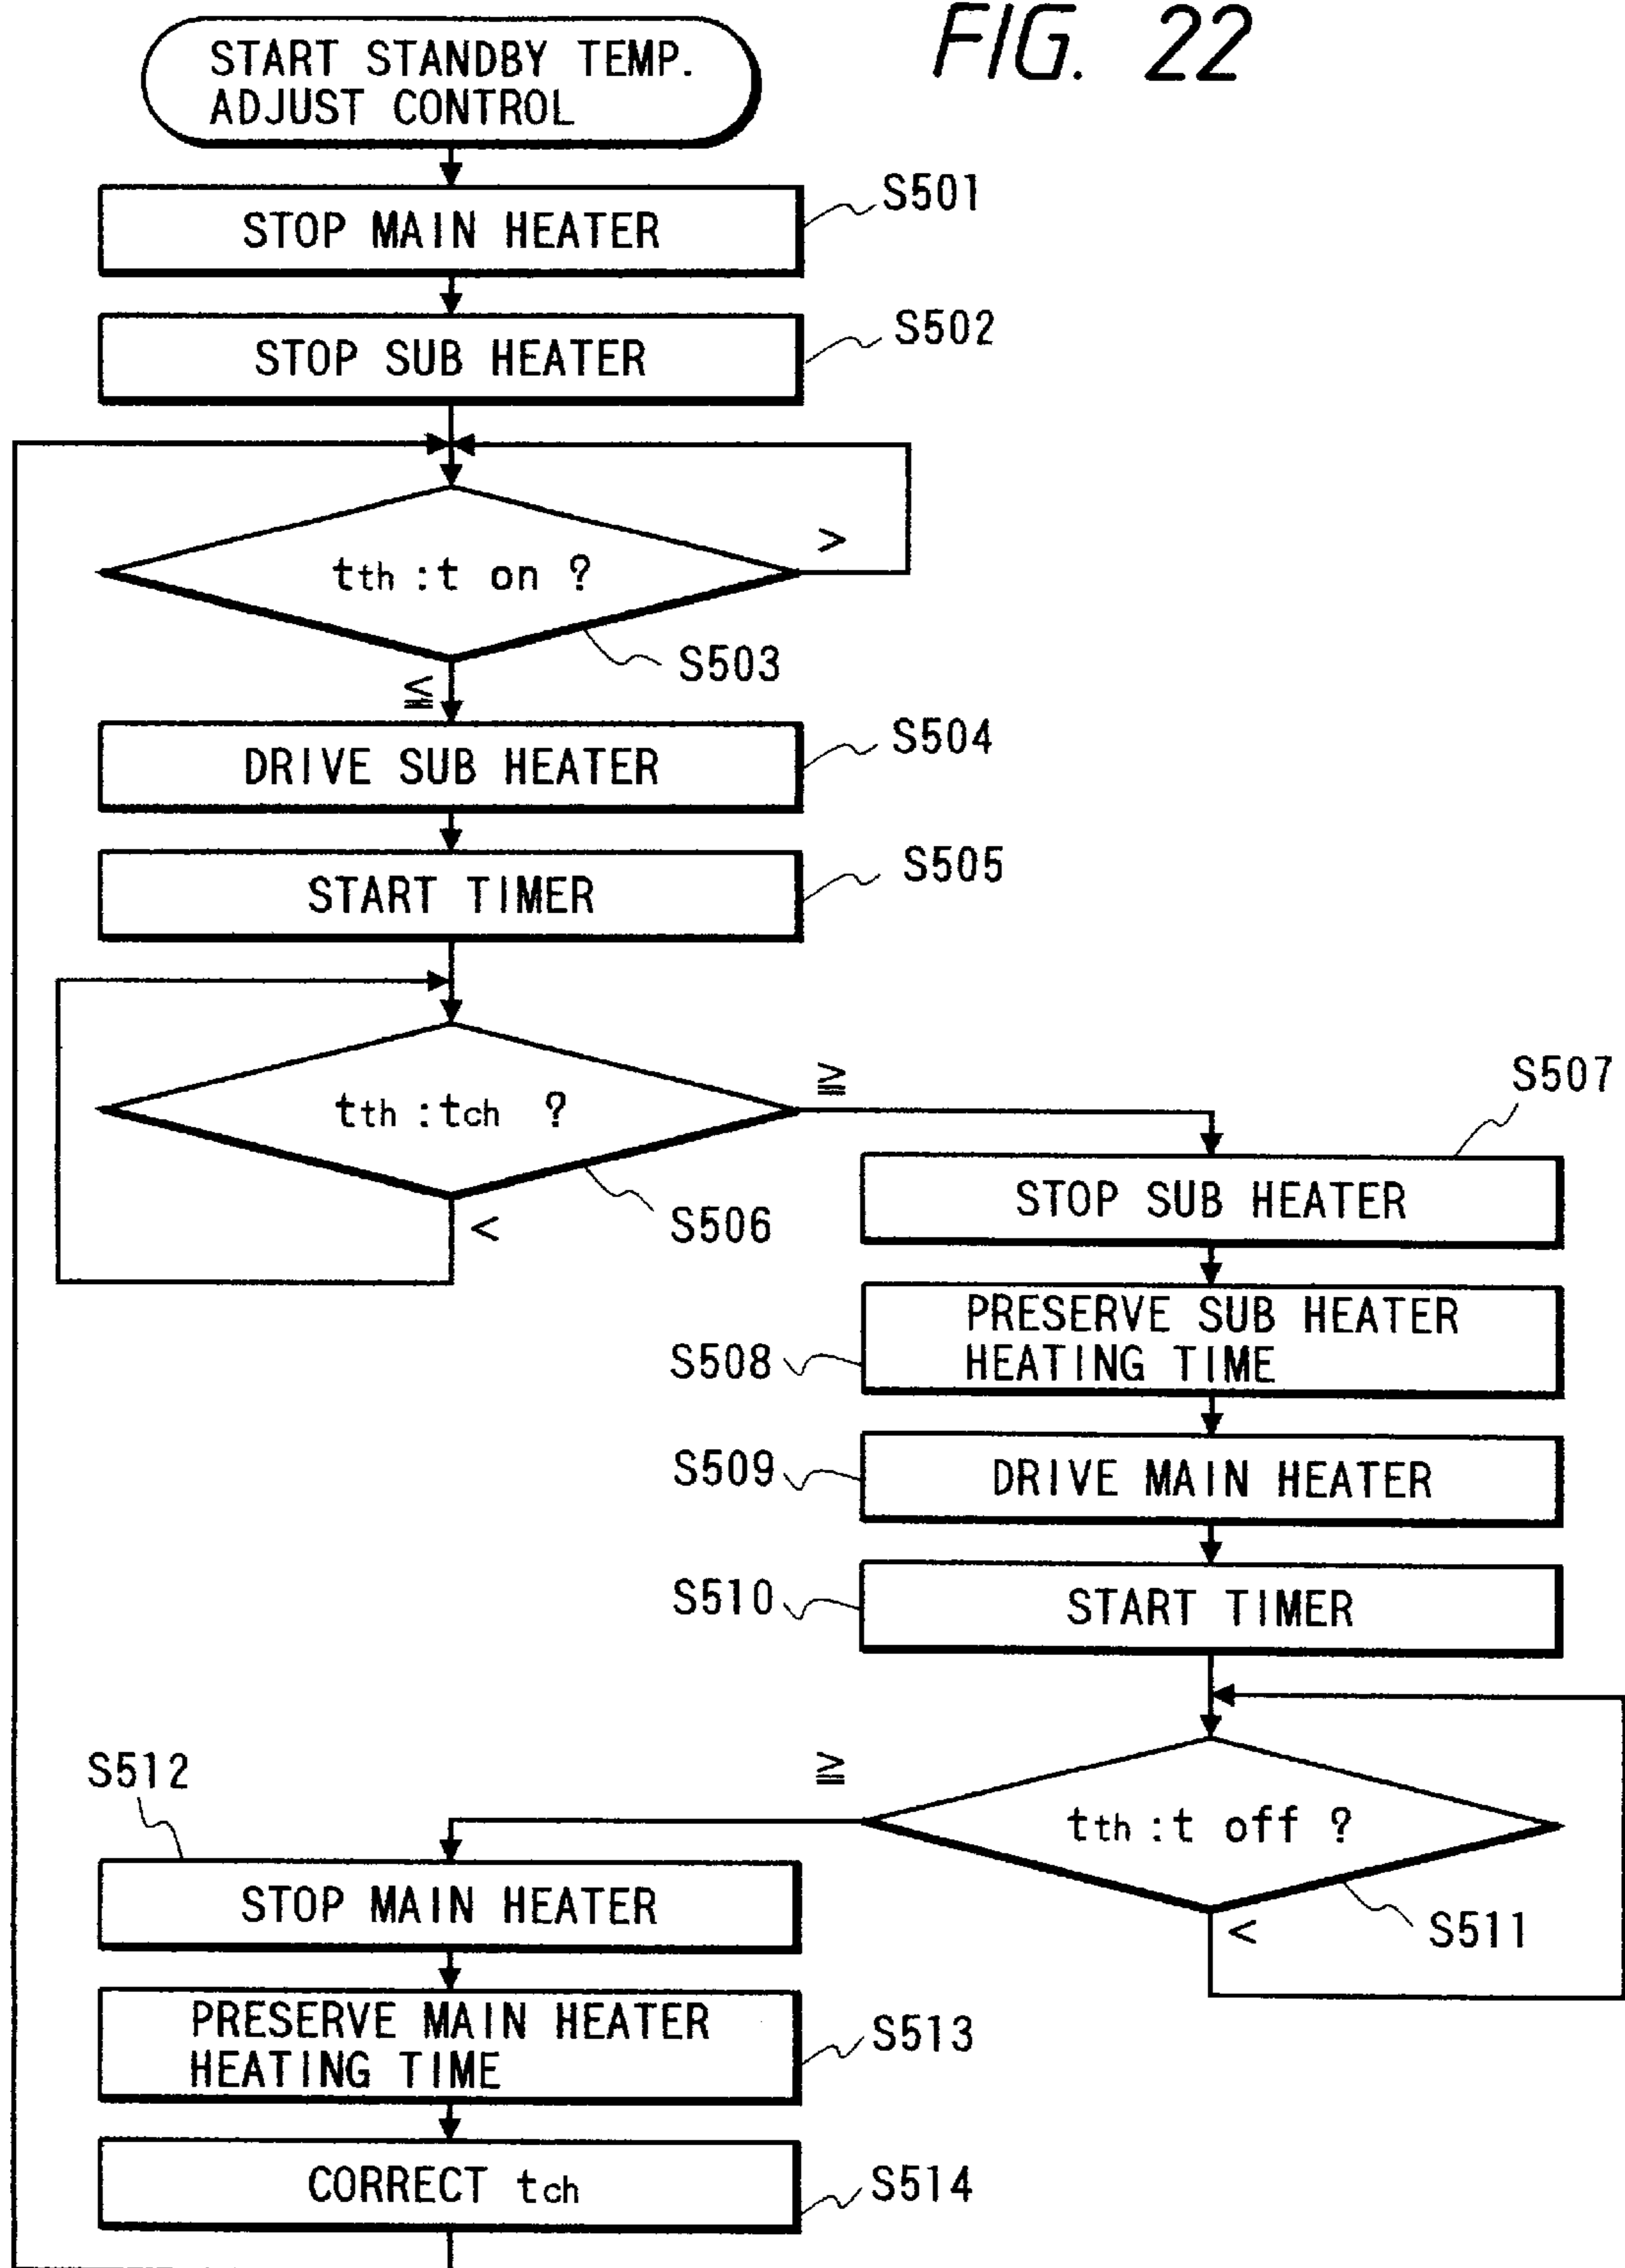 FIG. 22
START STANDBY TEMP.
ADJUST CONTROL
STOP MAIN HEATER
S501
STOP SUB HEATER
S502
tth :t on ?
>
S503
≦
DRIVE SUB HEATER
S504
START TIMER
S505
tth :tch ?
≧
S506
<
S507
STOP SUB HEATER
PRESERVE SUB HEATER
HEATING TIME
S508
DRIVE MAIN HEATER
S509
START TIMER
S510
tth :t off ?
≧
S511
<
S512
STOP MAIN HEATER
PRESERVE MAIN HEATER
HEATING TIME
S513
CORRECT tch
S514